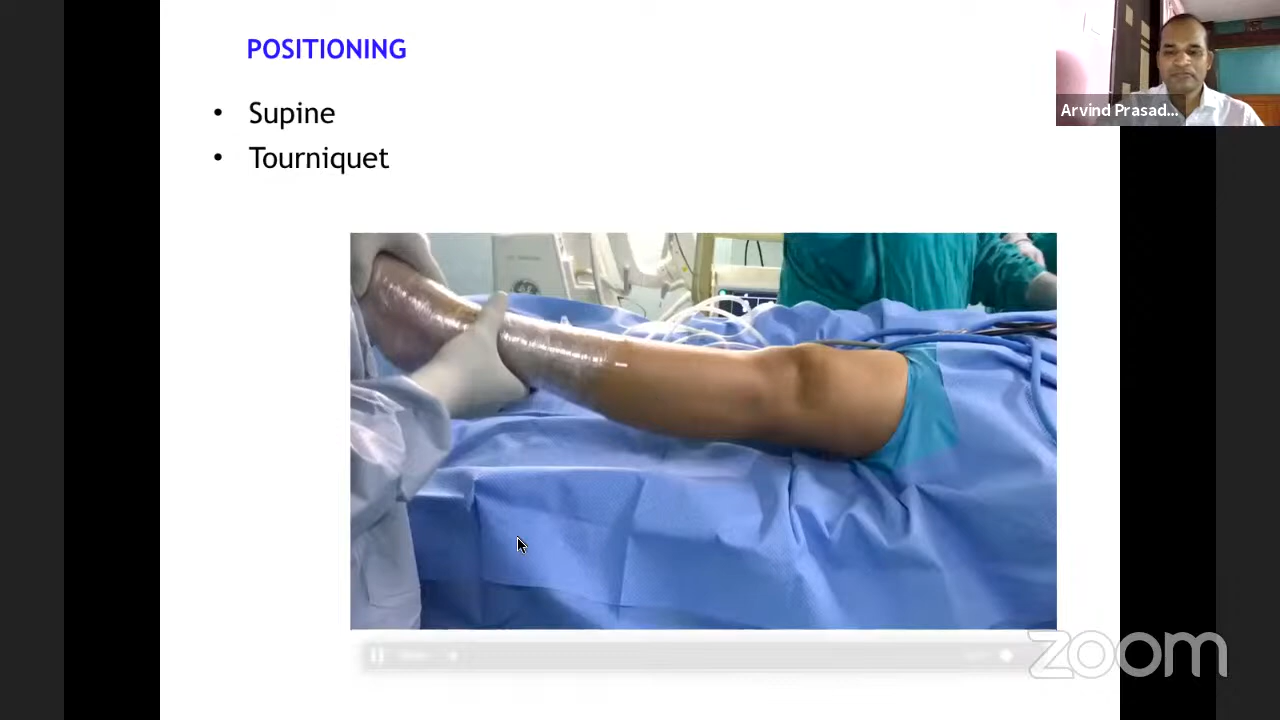 POSITIONING
• Supine
• Tourniquet
Arvind Prasad...
zoom